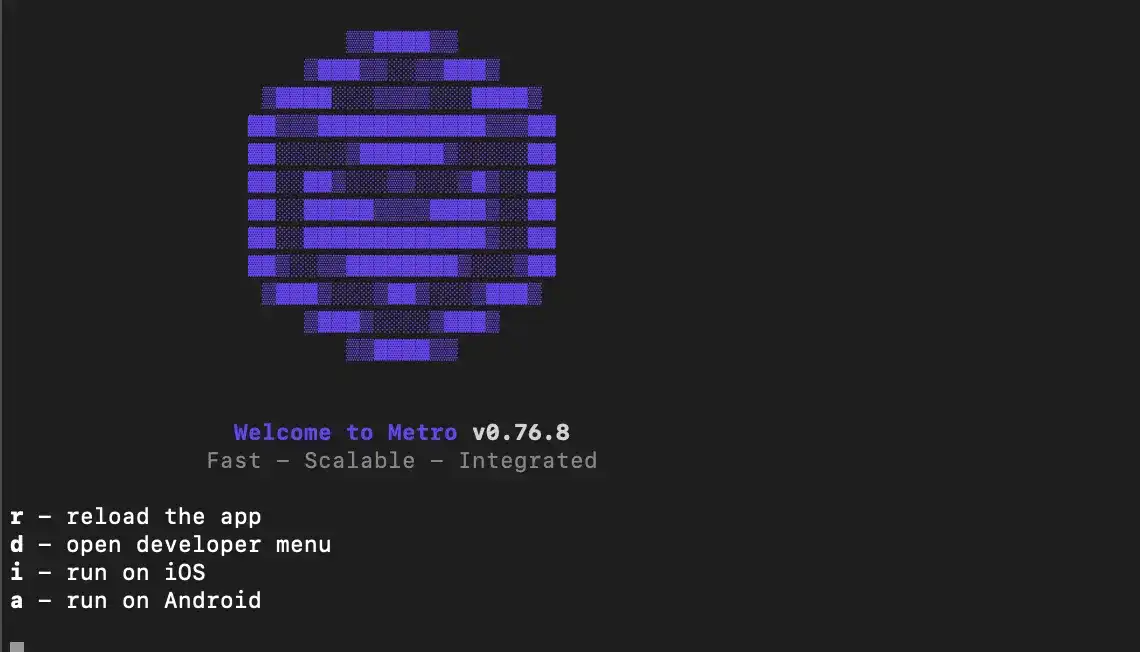 Welcome to Metro v0.76.8
Fast - Scalable - Integrated
r - reload the app
d - open developer menu
i - run on iOS
a - run on Android